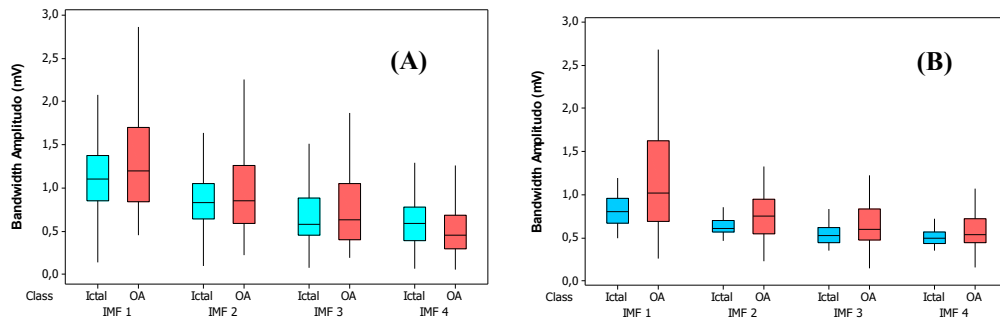 3,0
2,5
2,0
1,5
1,0
0,5
0,0
Bandwidth Amplitudo (mV)
(A)
Class Ictal OA Ictal OA Ictal OA Ictal OA
IMF 1 IMF 2 IMF 3 IMF 4
3,0
2,5
2,0
1,5
1,0
0,5
0,0
Bandwidth Amplitudo (mV)
(B)
Class Ictal OA Ictal OA Ictal OA Ictal OA
IMF 1 IMF 2 IMF 3 IMF 4